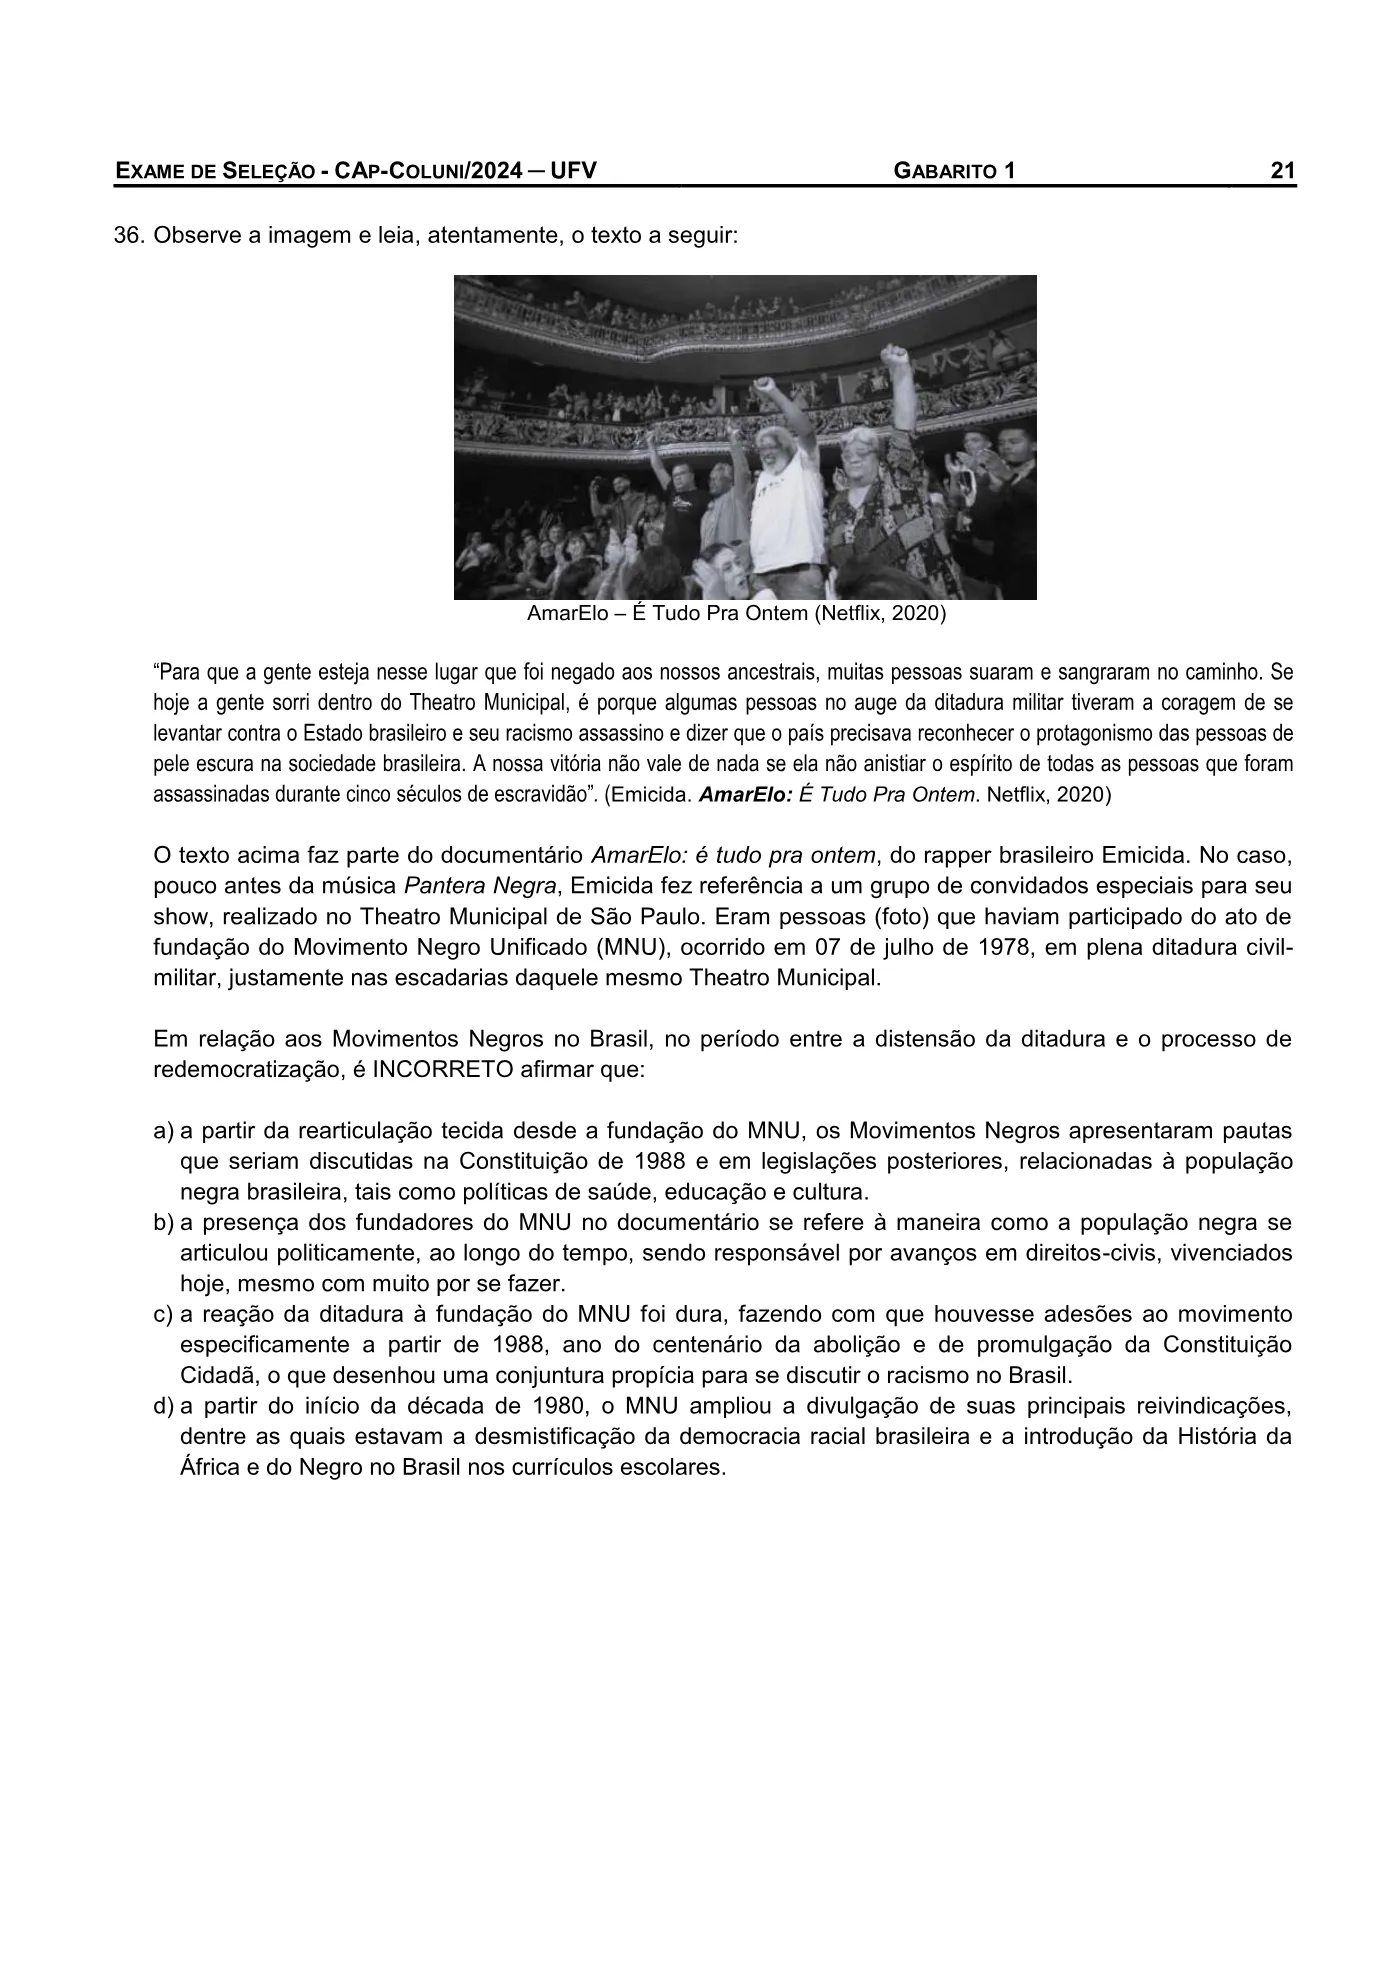 EXAME DE SELEÇÃO - CAP-COLUNI/2024 — UFV GABARITO 1 21
36. Observe a imagem e leia, atentamente, o texto a seguir:
AmarElo – É Tudo Pra Ontem (Netflix, 2020)
“Para que a gente esteja nesse lugar que foi negado aos nossos ancestrais, muitas pessoas suaram e sangraram no caminho. Se
hoje a gente sorri dentro do Theatro Municipal, é porque algumas pessoas no auge da ditadura militar tiveram a coragem de se
levantar contra o Estado brasileiro e seu racismo assassino e dizer que o país precisava reconhecer o protagonismo das pessoas de
pele escura na sociedade brasileira. A nossa vitória não vale de nada se ela não anistiar o espírito de todas as pessoas que foram
assassinadas durante cinco séculos de escravidão”. (Emicida. AmarElo: É Tudo Pra Ontem. Netflix, 2020)
O texto acima faz parte do documentário AmarElo: é tudo pra ontem, do rapper brasileiro Emicida. No caso,
pouco antes da música Pantera Negra, Emicida fez referência a um grupo de convidados especiais para seu
show, realizado no Theatro Municipal de São Paulo. Eram pessoas (foto) que haviam participado do ato de
fundação do Movimento Negro Unificado (MNU), ocorrido em 07 de julho de 1978, em plena ditadura civil-
militar, justamente nas escadarias daquele mesmo Theatro Municipal.
Em relação aos Movimentos Negros no Brasil, no período entre a distensão da ditadura e o processo de
redemocratização, é INCORRETO afirmar que:
a) a partir da rearticulação tecida desde a fundação do MNU, os Movimentos Negros apresentaram pautas
que seriam discutidas na Constituição de 1988 e em legislações posteriores, relacionadas à população
negra brasileira, tais como políticas de saúde, educação e cultura.
b) a presença dos fundadores do MNU no documentário se refere à maneira como a população negra se
articulou politicamente, ao longo do tempo, sendo responsável por avanços em direitos-civis, vivenciados
hoje, mesmo com muito por se fazer.
c) a reação da ditadura à fundação do MNU foi dura, fazendo com que houvesse adesões ao movimento
especificamente a partir de 1988, ano do centenário da abolição e de promulgação da Constituição
Cidadã, o que desenhou uma conjuntura propícia para se discutir o racismo no Brasil.
d) a partir do início da década de 1980, o MNU ampliou a divulgação de suas principais reivindicações,
dentre as quais estavam a desmistificação da democracia racial brasileira e a introdução da História da
África e do Negro no Brasil nos currículos escolares.